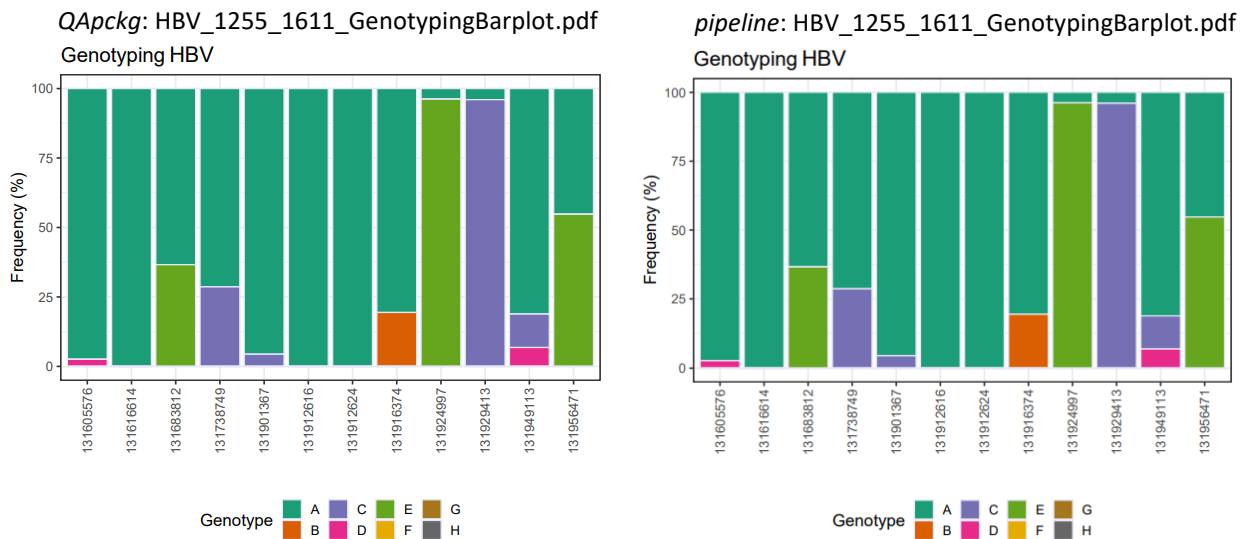 QApckg: HBV_1255_1611_GenotypingBarplot.pdf
Genotyping HBV
Frequency (%)
100
75
50
25
0
131605576
131616614
131683812
131738749
131901367
131912616
131912624
131916374
131924997
131929413
131949113
131956471
Genotype
A C E G
B D F H
pipeline: HBV_1255_1611_GenotypingBarplot.pdf
Genotyping HBV
Frequency (%)
100
75
50
25
0
131605576
131616614
131683812
131738749
131901367
131912616
131912624
131916374
131924997
131929413
131949113
131956471
Genotype
A C E G
B D F H